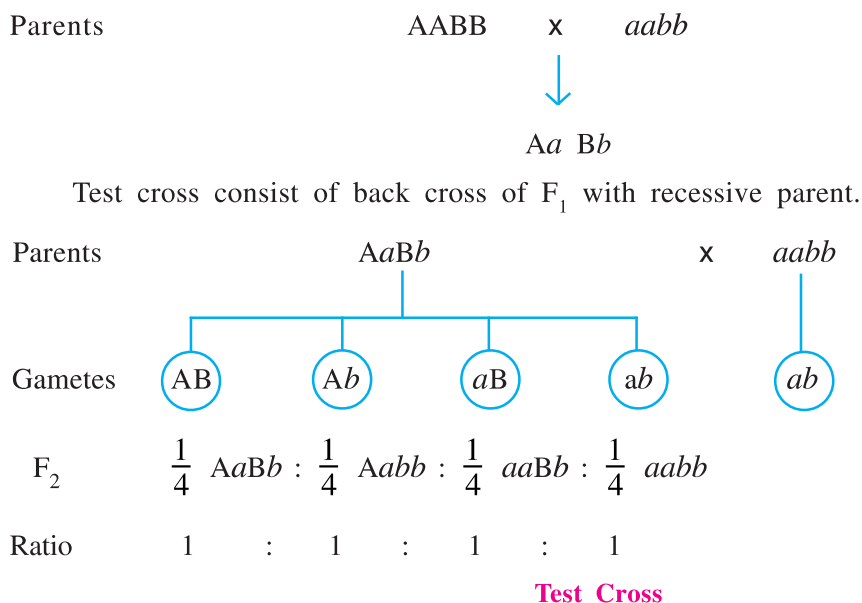 Parents AABB x aabb
Aa Bb
Test cross consist of back cross of F₁ with recessive parent.
Parents AaBb x aabb
Gametes AB Ab aB ab ab
F₂ 1/4 AaBb : 1/4 Aabb : 1/4 aaBb : 1/4 aabb
Ratio 1 : 1 : 1 : 1
Test Cross